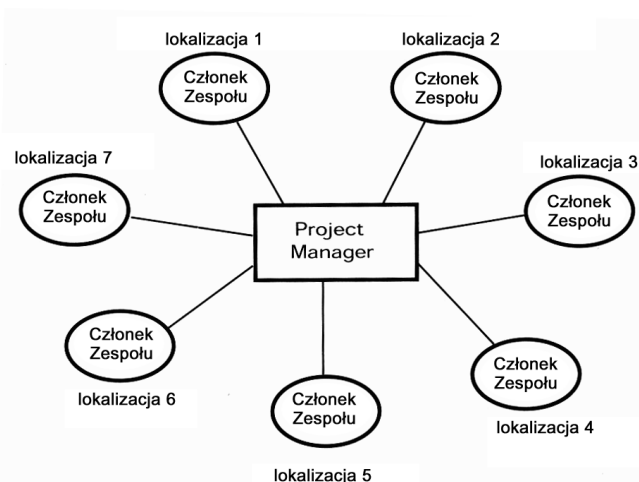 lokalizacja 1
Członek
Zespołu
lokalizacja 2
Członek
Zespołu
lokalizacja 7
Członek
Zespołu
lokalizacja 3
Członek
Zespołu
Project
Manager
Członek
Zespołu
lokalizacja 6
Członek
Zespołu
lokalizacja 5
Członek
Zespołu
lokalizacja 4